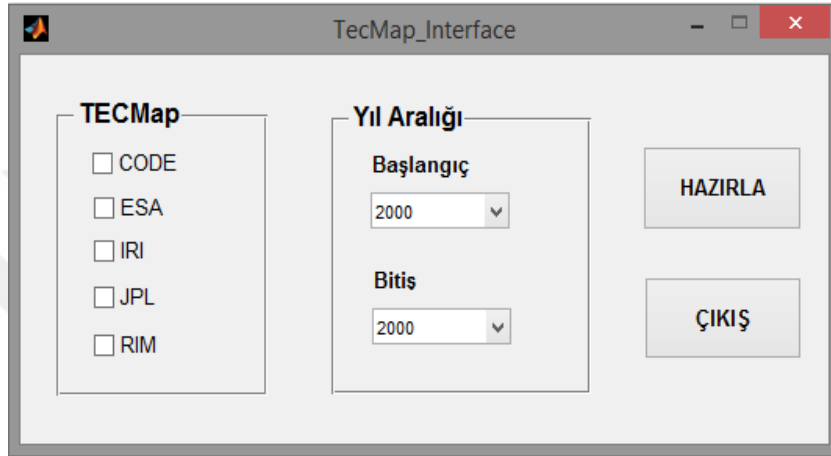 TecMap_Interface
TECMap
CODE
ESA
IRI
JPL
RIM
Yıl Aralığı
Başlangıç
2000
Bitiş
2000
HAZIRLA
ÇIKIŞ